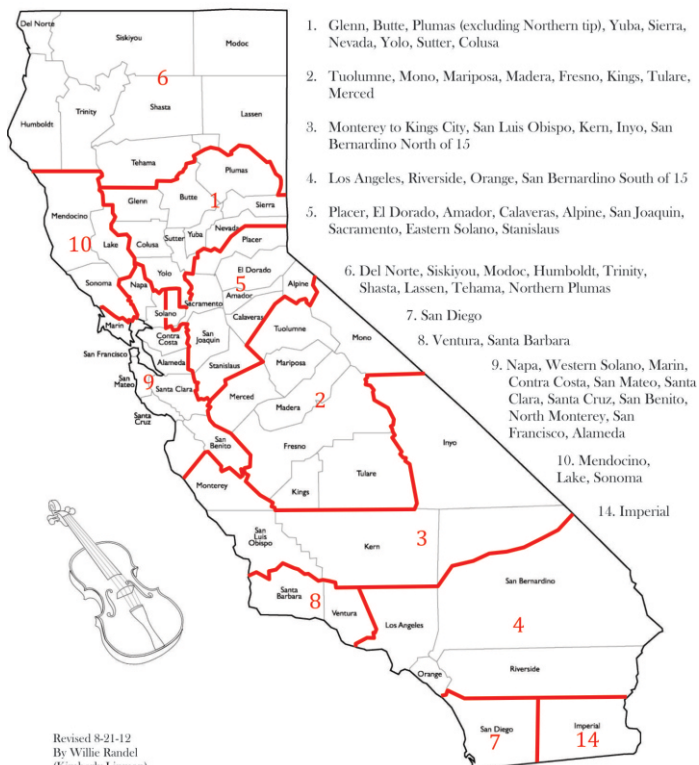 1. Glenn, Butte, Plumas (excluding Northern tip), Yuba, Sierra,
Nevada, Yolo, Sutter, Colusa
2. Tuolumne, Mono, Mariposa, Madera, Fresno, Kings, Tulare,
Merced
3. Monterey to Kings City, San Luis Obispo, Kern, Inyo, San
Bernardino North of 15
4. Los Angeles, Riverside, Orange, San Bernardino South of 15
5. Placer, El Dorado, Amador, Calaveras, Alpine, San Joaquin,
Sacramento, Eastern Solano, Stanislaus
6. Del Norte, Siskiyou, Modoc, Humboldt, Trinity,
Shasta, Lassen, Tehama, Northern Plumas
7. San Diego
8. Ventura, Santa Barbara
9. Napa, Western Solano, Marin,
Contra Costa, San Mateo, Santa
Clara, Santa Cruz, San Benito,
North Monterey, San
Francisco, Alameda
10. Mendocino,
Lake, Sonoma
14. Imperial
Del Norte
Siskiyou
Modoc
6
Humboldt
Trinity
Shasta
Lassen
Tehama
Plumas
Glenn
Butte
1
Mendocino
Sierra
10
Lake
Colusa
Sutter
Yuba
Nevada
Placer
Yolo
El Dorado
Sonoma
Napa
5
Alpine
Sacramento
Amador
Solano
Calaveras
Marin
Tuolumne
Contra
Costa
San
Joaquin
Mono
San Francisco
Alameda
Stanislaus
Mariposa
San
Mateo
9
Santa Clara
Merced
2
Madera
Santa
Cruz
San
Benito
Fresno
Inyo
Monterey
Tulare
Kings
San
Luis
Obispo
Kern
3
San Bernardino
Santa
Barbara
8
Ventura
Los Angeles
4
Orange
Riverside
San Diego
7
Imperial
14
Revised 8-21-12
By Willie Randel